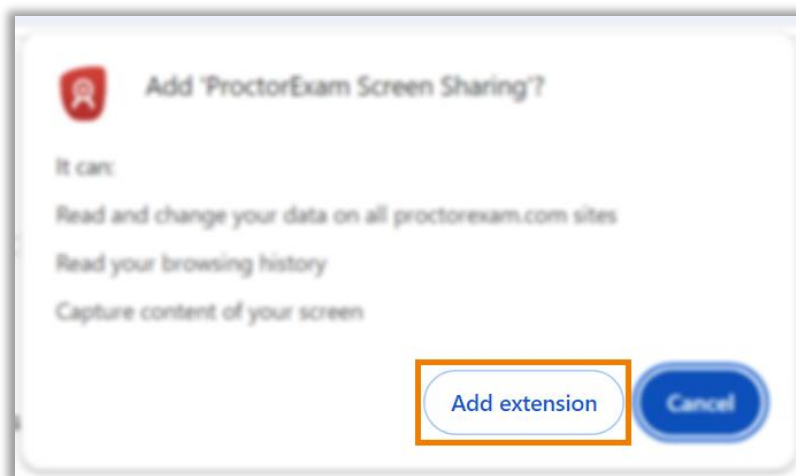 Add 'ProctorExam Screen Sharing'?
It can:
Read and change your data on all proctorexam.com sites
Read your browsing history
Capture content of your screen
Add extension
Cancel